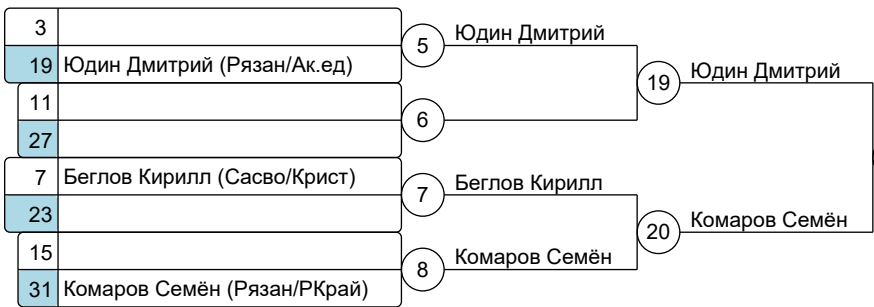 3
19 Юдин Дмитрий (Рязан/Ак.ед)
11
27
7 Беглов Кирилл (Сасво/Крист)
23
15
31 Комаров Семён (Рязан/РКрай)
5 Юдин Дмитрий
6
7 Беглов Кирилл
8 Комаров Семён
19 Юдин Дмитрий
20 Комаров Семён